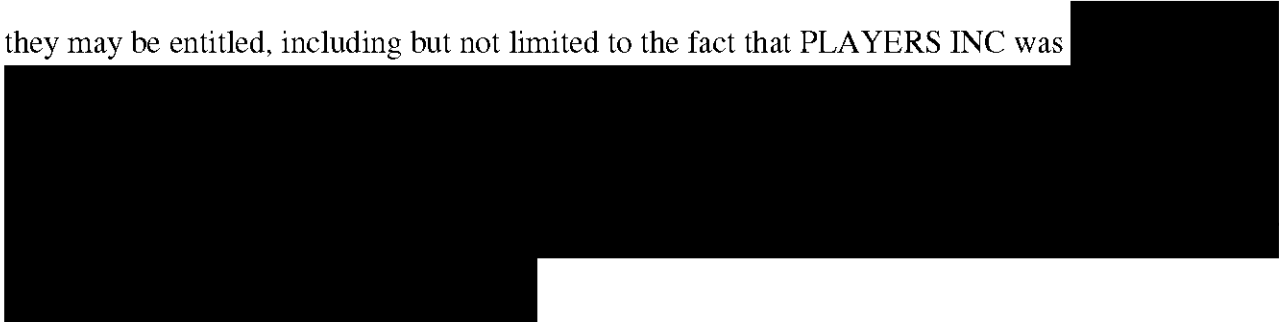 they may be entitled, including but not limited to the fact that PLAYERS INC was